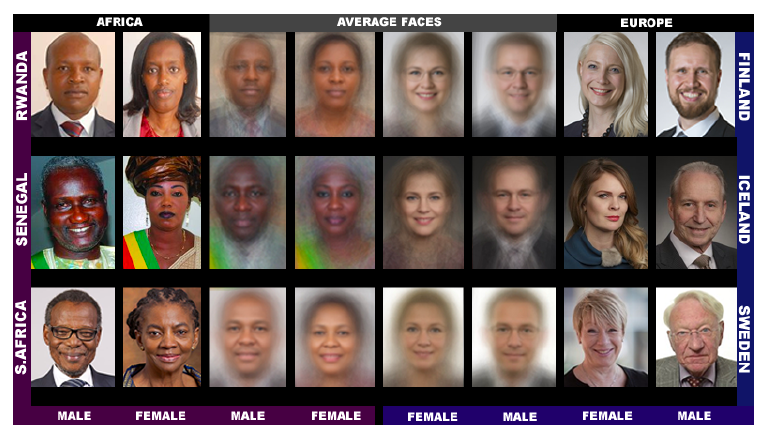 AFRICA AVERAGE FACES EUROPE
RWANDA
FINLAND
SENEGAL
ICELAND
S.AFRICA
SWEDEN
MALE FEMALE MALE FEMALE FEMALE MALE FEMALE MALE